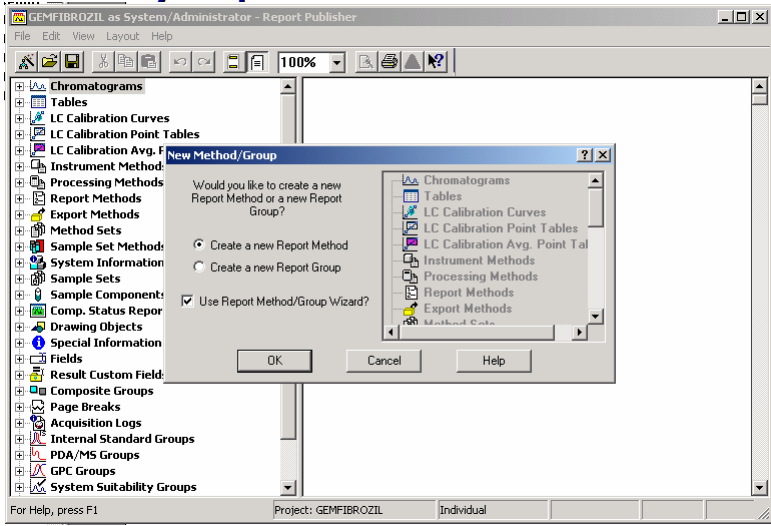 GEMFIBROZIL as System/Administrator - Report Publisher
File Edit View Layout Help
100%
Chromatograms
Tables
LC Calibration Curves
LC Calibration Point Tables
LC Calibration Avg. F
Instrument Method:
Processing Methods
Report Methods
Export Methods
Method Sets
Sample Set Method:
System Information
Sample Sets
Sample Component:
Comp. Status Repor
Drawing Objects
Special Information
Fields
Result Custom Field:
Composite Groups
Page Breaks
Acquisition Logs
Internal Standard Groups
PDA/MS Groups
GPC Groups
System Suitability Groups
New Method/Group
Would you like to create a new
Report Method or a new Report
Group?
Create a new Report Method
Create a new Report Group
Use Report Method/Group Wizard?
Chromatograms
Tables
LC Calibration Curves
LC Calibration Point Tables
LC Calibration Avg. Point Tal
Instrument Methods
Processing Methods
Report Methods
Export Methods
Method Sets
OK Cancel Help
For Help, press F1 Project: GEMFIBROZIL Individual